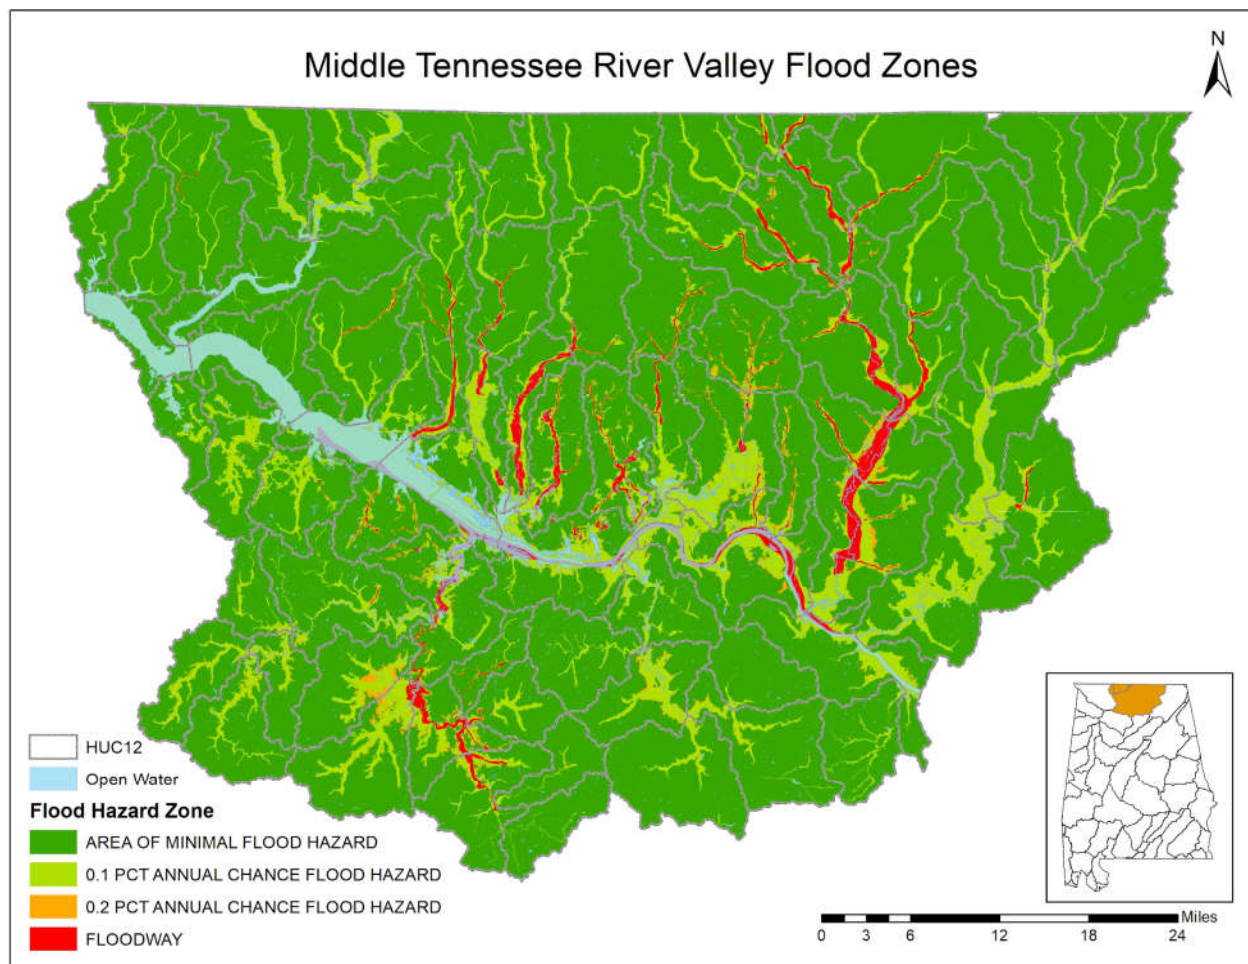 Middle Tennessee River Valley Flood Zones
N
HUC12
Open Water
Flood Hazard Zone
AREA OF MINIMAL FLOOD HAZARD
0.1 PCT ANNUAL CHANCE FLOOD HAZARD
0.2 PCT ANNUAL CHANCE FLOOD HAZARD
FLOODWAY
Miles
0 3 6 12 18 24